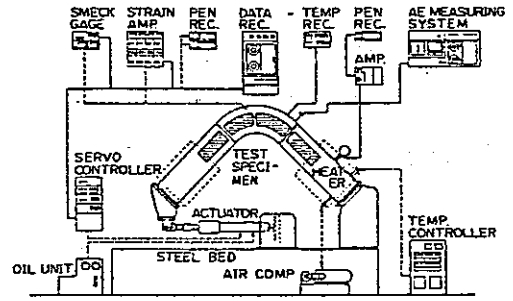 SMECK GAGE
STRAIN AMP.
PEN REC.
DATA REC.
- TEMP REC.
PEN REC.
AE MEASURING SYSTEM
AMP.
TEST SPECI- MEN
HEAT- ER
SERVO CONTROLLER
ACTUATOR
STEEL BED
TEMP. CONTROLLER
OIL UNIT
AIR COMP